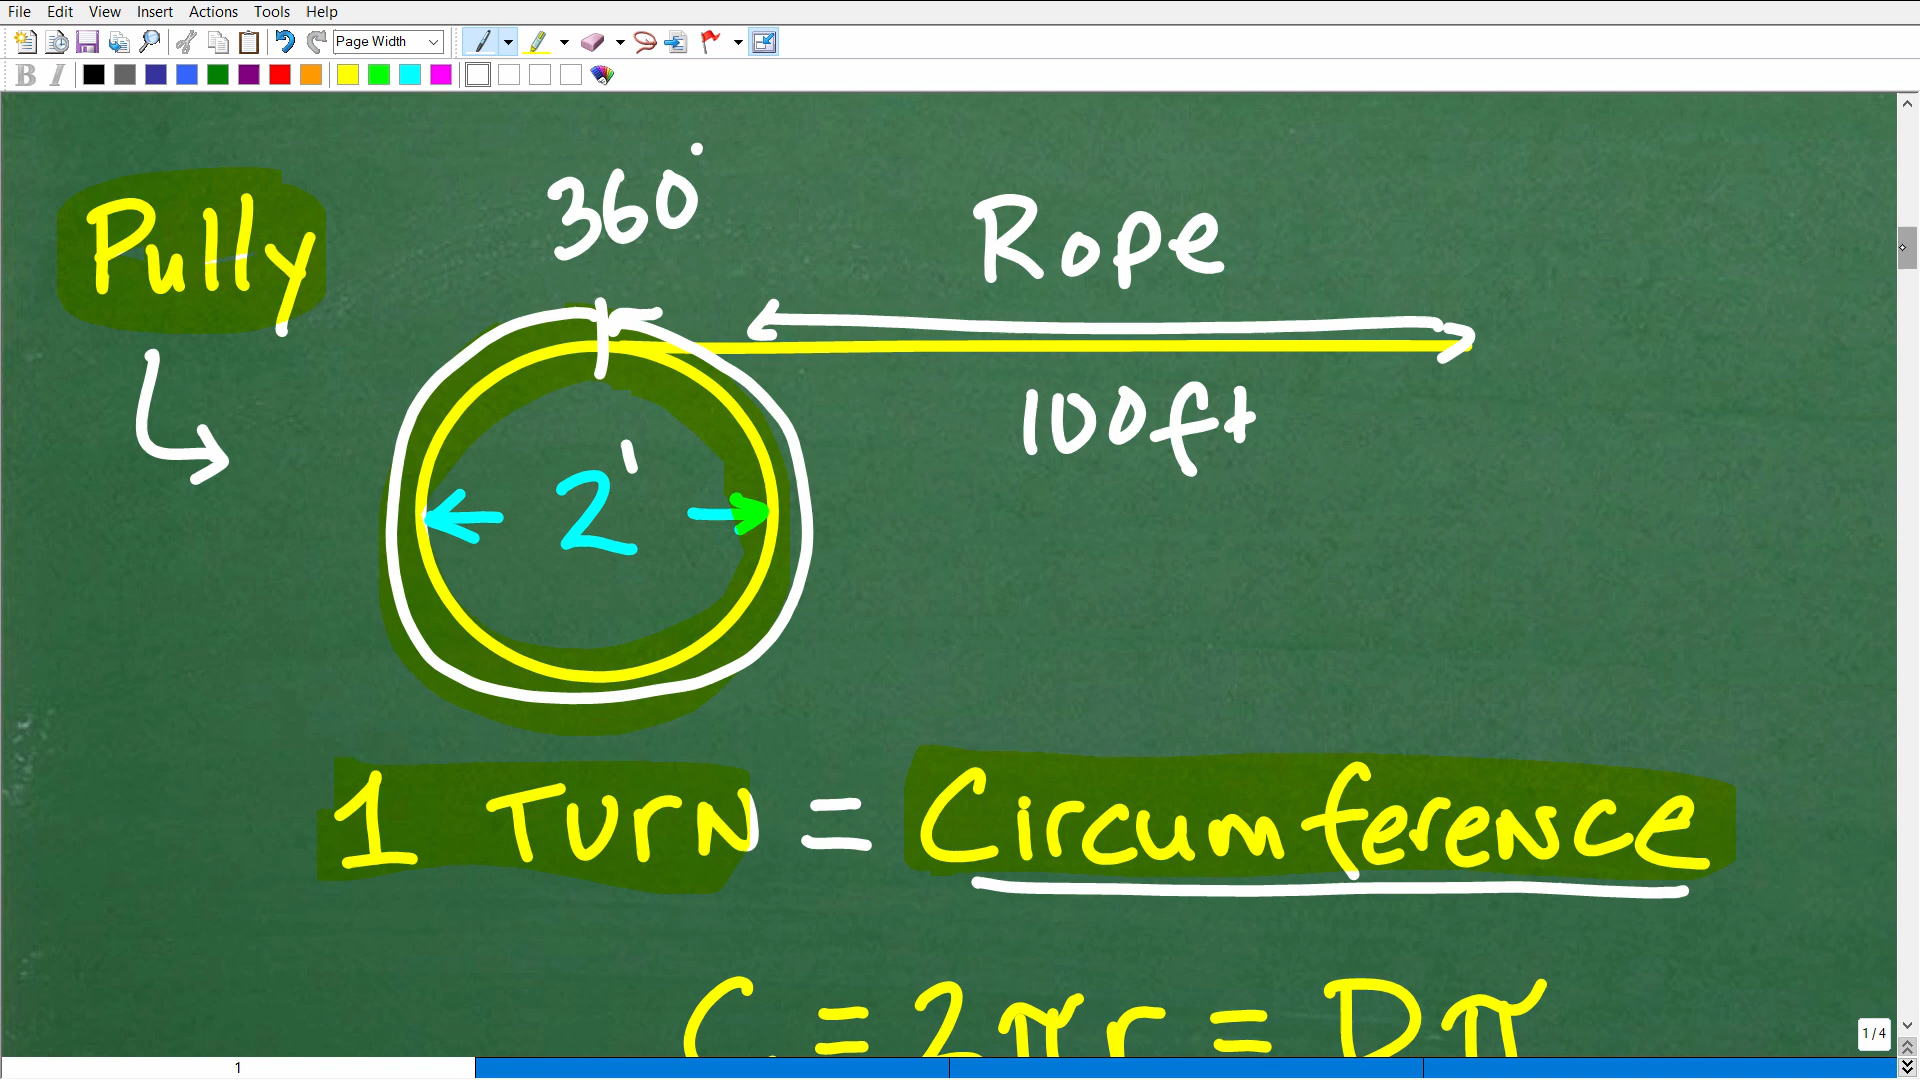 File Edit View Insert Actions Tools Help
Page Width
B I
360°
Pully
Rope
100ft
2'
1 Turn = Circumference
C = 2πr = Dπ
1 / 4
1